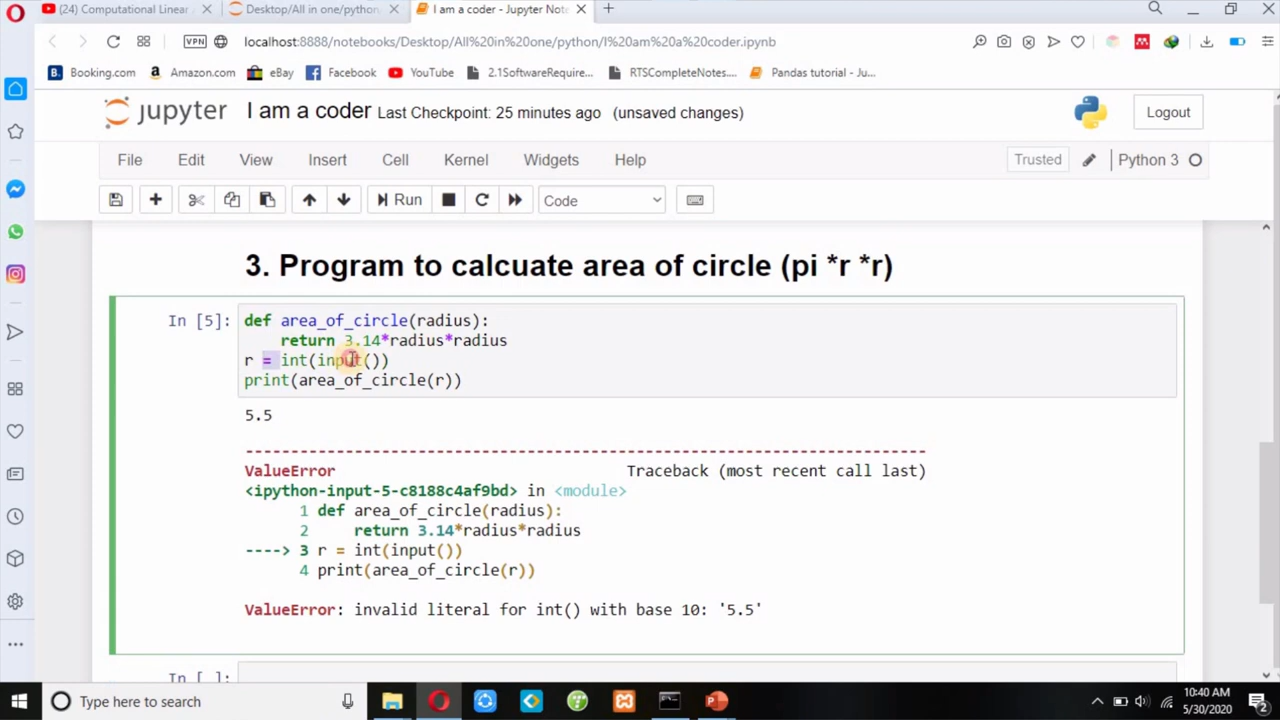 (24) Computational Linear
Desktop/All in one/python
I am a coder - Jupyter Notebook
VPN
localhost:8888/notebooks/Desktop/All%20in%20one/python/I%20am%20a%20coder.ipynb
Booking.com
Amazon.com
eBay
Facebook
YouTube
2.1SoftwareRequire...
RTSCompleteNotes....
Pandas tutorial - Ju...
jupyter
I am a coder
Last Checkpoint: 25 minutes ago
(unsaved changes)
Logout
File
Edit
View
Insert
Cell
Kernel
Widgets
Help
Trusted
Python 3
Run
Code
3. Program to calcuate area of circle (pi *r *r)
In [5]:
def area_of_circle(radius):
    return 3.14*radius*radius
r = int(input())
print(area_of_circle(r))
5.5
---------------------------------------------------------------------------
ValueError Traceback (most recent call last)
<ipython-input-5-c8188c4af9bd> in <module>
1 def area_of_circle(radius):
2     return 3.14*radius*radius
----> 3 r = int(input())
4 print(area_of_circle(r))
ValueError: invalid literal for int() with base 10: '5.5'
In [ ]:
Type here to search
10:40 AM
5/30/2020
2